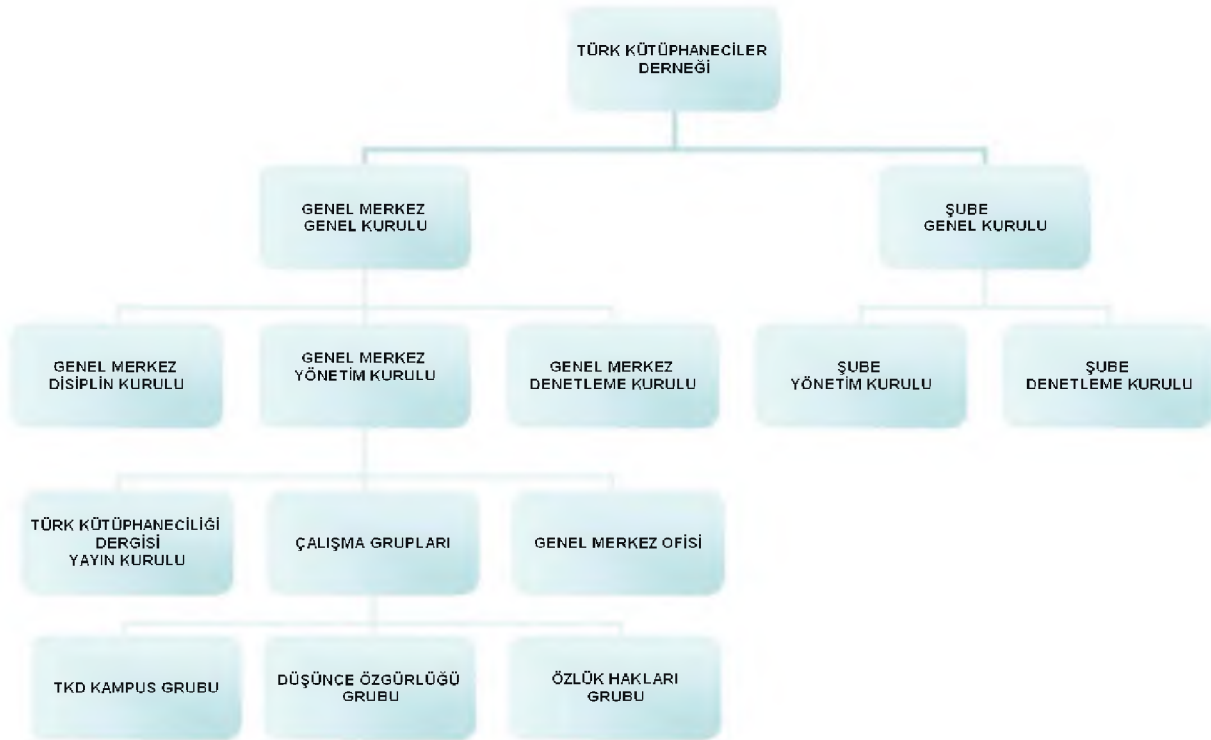 TÜRK KÜTÜPHANECİLER
DERNEĞİ
GENEL MERKEZ
GENEL KURULU
ŞUBE
GENEL KURULU
GENEL MERKEZ
DİSİPLİN KURULU
GENEL MERKEZ
YÖNETİM KURULU
GENEL MERKEZ
DENETLEME KURULU
ŞUBE
YÖNETİM KURULU
ŞUBE
DENETLEME KURULU
TÜRK KÜTÜPHANECİLİĞİ
DERGİSİ
YAYIN KURULU
ÇALIŞMA GRUPLARI
GENEL MERKEZ OFİSİ
TKD KAMPUS GRUBU
DÜŞÜNCE ÖZGÜRLÜĞÜ
GRUBU
ÖZLÜK HAKLARI
GRUBU